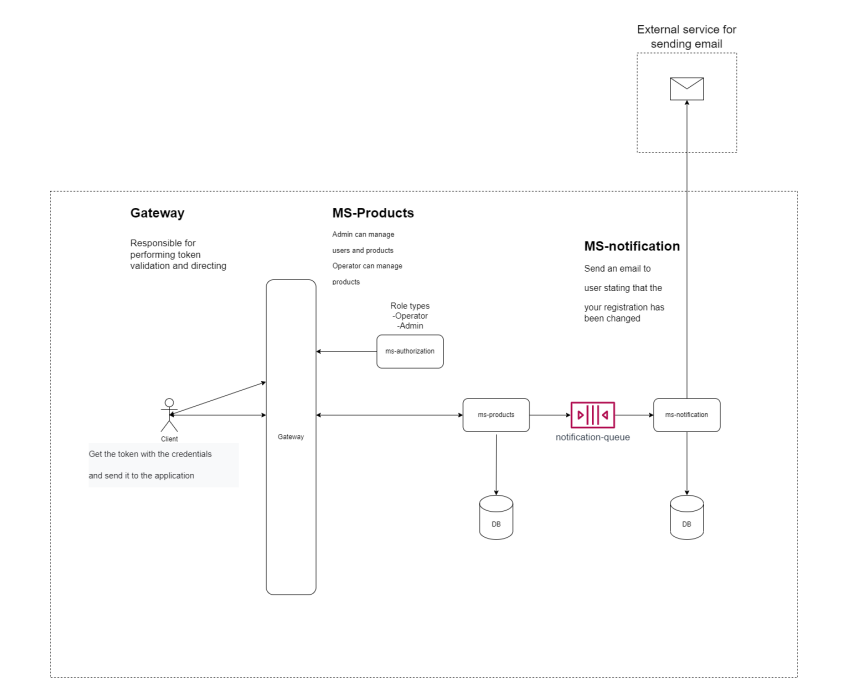 External service for
sending email
Gateway
Responsible for
performing token
validation and directing
MS-Products
Admin can manage
users and products
Operator can manage
products
MS-notification
Send an email to
user stating that the
your registration has
been changed
Role types
-Operator
-Admin
ms-authorization
Client
Get the token with the credentials
and send it to the application
Gateway
ms-products
notification-queue
ms-notification
DB
DB